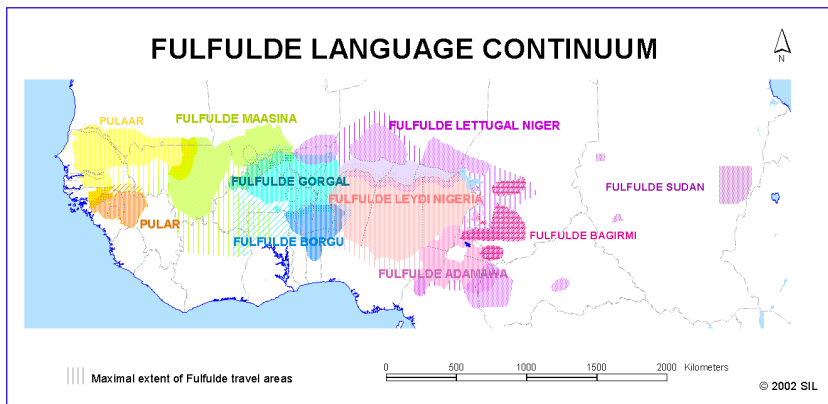 FULFULDE LANGUAGE CONTINUUM
N
PULAAR
FULFULDE MAASINA
FULFULDE LETTUGAL NIGER
FULFULDE GORGAL
FULFULDE SUDAN
FULFULDE LEYDI NIGERIA
PULAR
FULFULDE BORGU
FULFULDE BAGIRMI
FULFULDE ADAMAWA
0 500 1000 1500 2000 Kilometers
Maximal extent of Fulfulde travel areas
© 2002 SIL